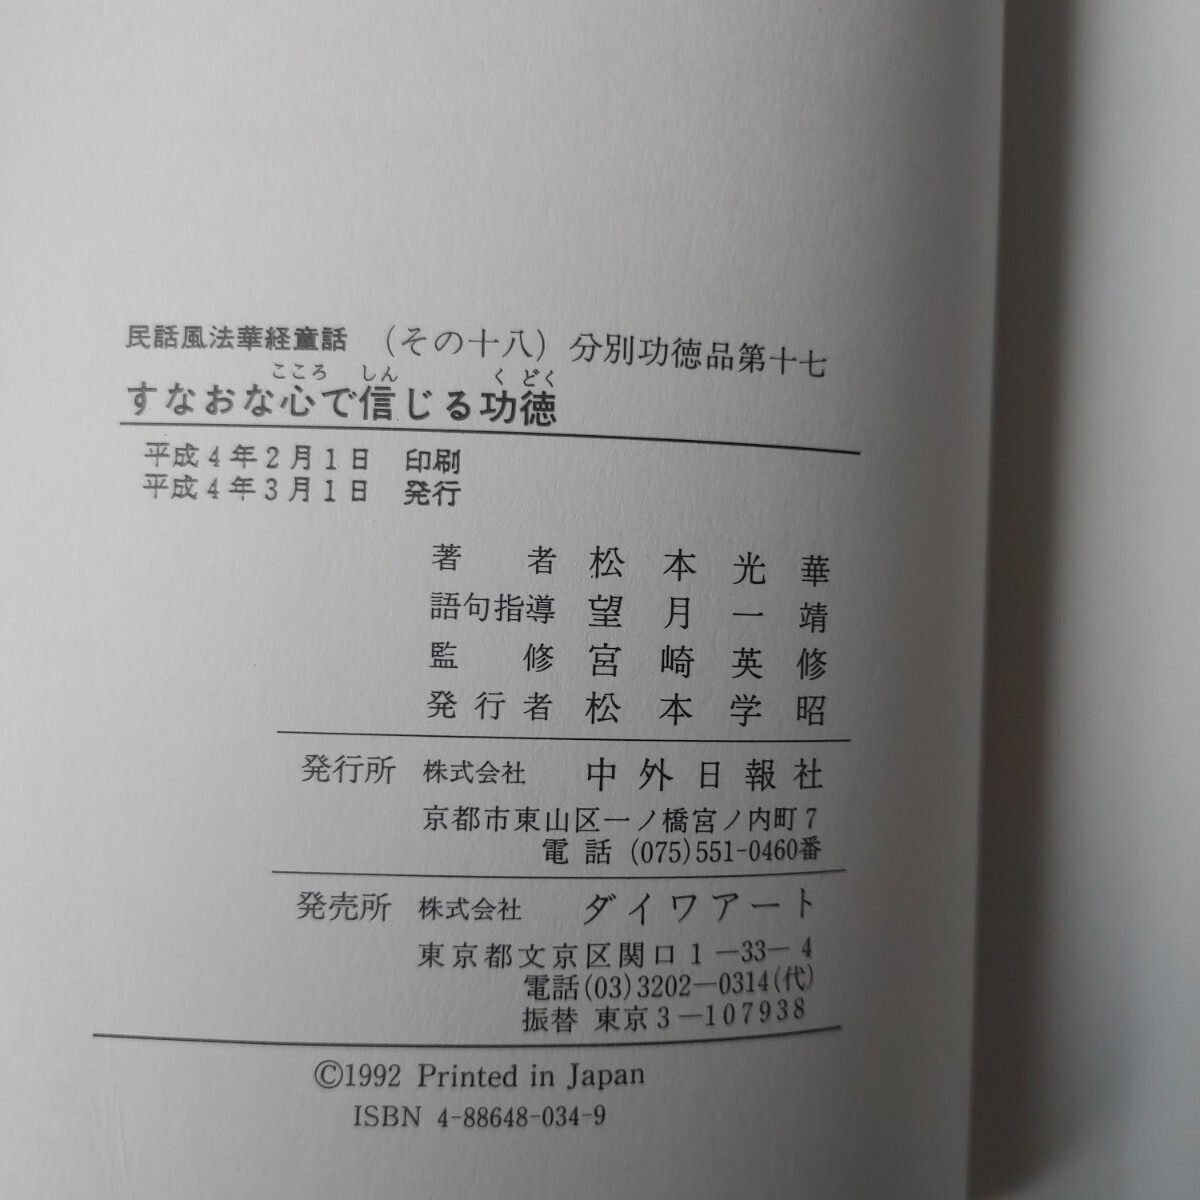 民話風法華経童話 (その十八) 分別功徳品第十七
こころ しん くどく
すなおな心で信じる功徳
平成4年2月1日 印刷
平成4年3月1日 発行
著者 松本光華
語句指導 望月一靖
監修 宮崎英修
発行者 松本学昭
発行所 株式会社 中外日報社
京都市東山区一ノ橋宮ノ内町7
電話 (075)551-0460番
発売所 株式会社 ダイワアート
東京都文京区関口1-33-4
電話(03)3202-0314(代)
振替 東京3-107938
©1992 Printed in Japan
ISBN 4-88648-034-9